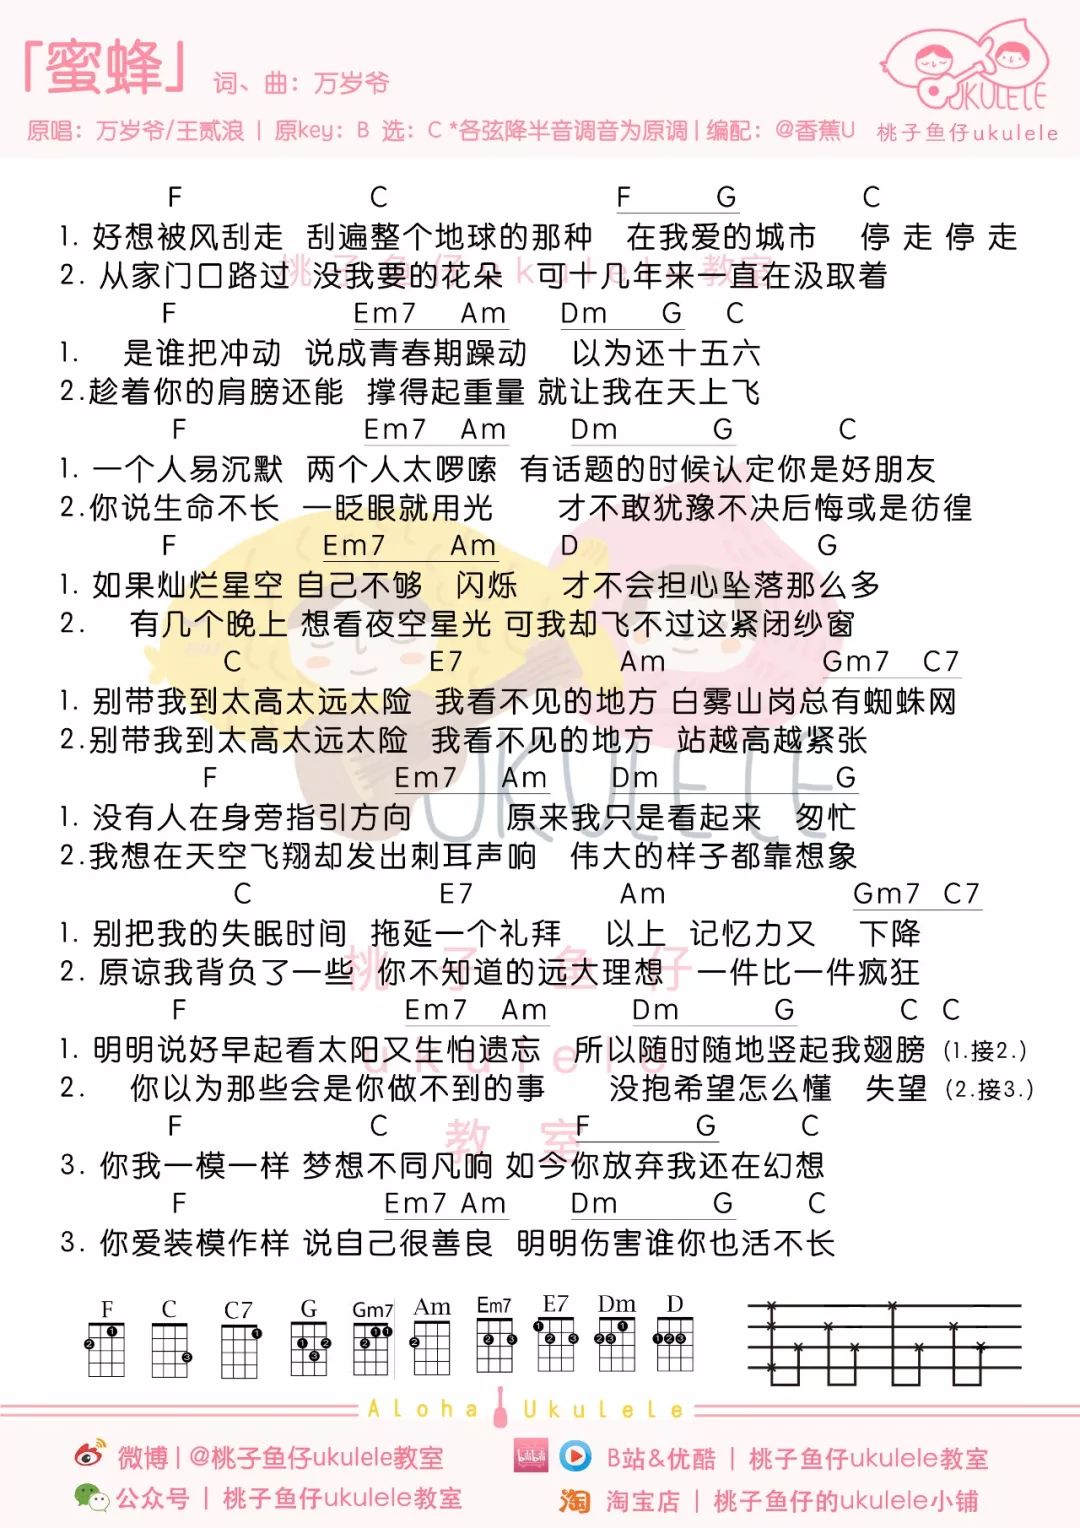 「蜜蜂」 词、曲：万岁爷
原唱：万岁爷/王贰浪 | 原key：B 选：C *各弦降半音调音为原调 | 编配：@香蕉U
UKULELE
桃子鱼仔ukulele
F C F G C
1. 好想被风刮走 刮遍整个地球的那种 在我爱的城市 停 走 停 走
2. 从家门口路过 没我要的花朵 可十几年来一直在汲取着
桃子鱼仔ukulele教室
F Em7 Am Dm G C
1. 是谁把冲动 说成青春期躁动 以为还十五六
2.趁着你的肩膀还能 撑得起重量 就让我在天上飞
F Em7 Am Dm G C
1. 一个人易沉默 两个人太啰嗦 有话题的时候认定你是好朋友
2.你说生命不长 一眨眼就用光 才不敢犹豫不决后悔或是彷徨
F Em7 Am D G
1. 如果灿烂星空 自己不够 闪烁 才不会担心坠落那么多
2. 有几个晚上 想看夜空星光 可我却飞不过这紧闭纱窗
C E7 Am Gm7 C7
1. 别带我到太高太远太险 我看不见的地方 白雾山岗总有蜘蛛网
2.别带我到太高太远太险 我看不见的地方 站越高越紧张
UKULELE
F Em7 Am Dm G
1. 没有人在身旁指引方向 原来我只是看起来 匆忙
2.我想在天空飞翔却发出刺耳声响 伟大的样子都靠想象
C E7 Am Gm7 C7
1. 别把我的失眠时间 拖延一个礼拜 以上 记忆力又 下降
2. 原谅我背负了一些 你不知道的远大理想 一件比一件疯狂
桃子鱼仔
F Em7 Am Dm G C C
1. 明明说好早起看太阳又生怕遗忘 所以随时随地竖起我翅膀 (1.接2.)
ukulele
2. 你以为那些会是你做不到的事 没抱希望怎么懂 失望 (2.接3.)
F C F G C
教室
3. 你我一模一样 梦想不同凡响 如今你放弃我还在幻想
F Em7 Am Dm G C
3. 你爱装模作样 说自己很善良 明明伤害谁你也活不长
F C C7 G Gm7 Am Em7 E7 Dm D
Aloha Ukulele
微博 | @桃子鱼仔ukulele教室
bilibili B站&优酷 | 桃子鱼仔ukulele教室
公众号 | 桃子鱼仔ukulele教室
淘 淘宝店 | 桃子鱼仔的ukulele小铺